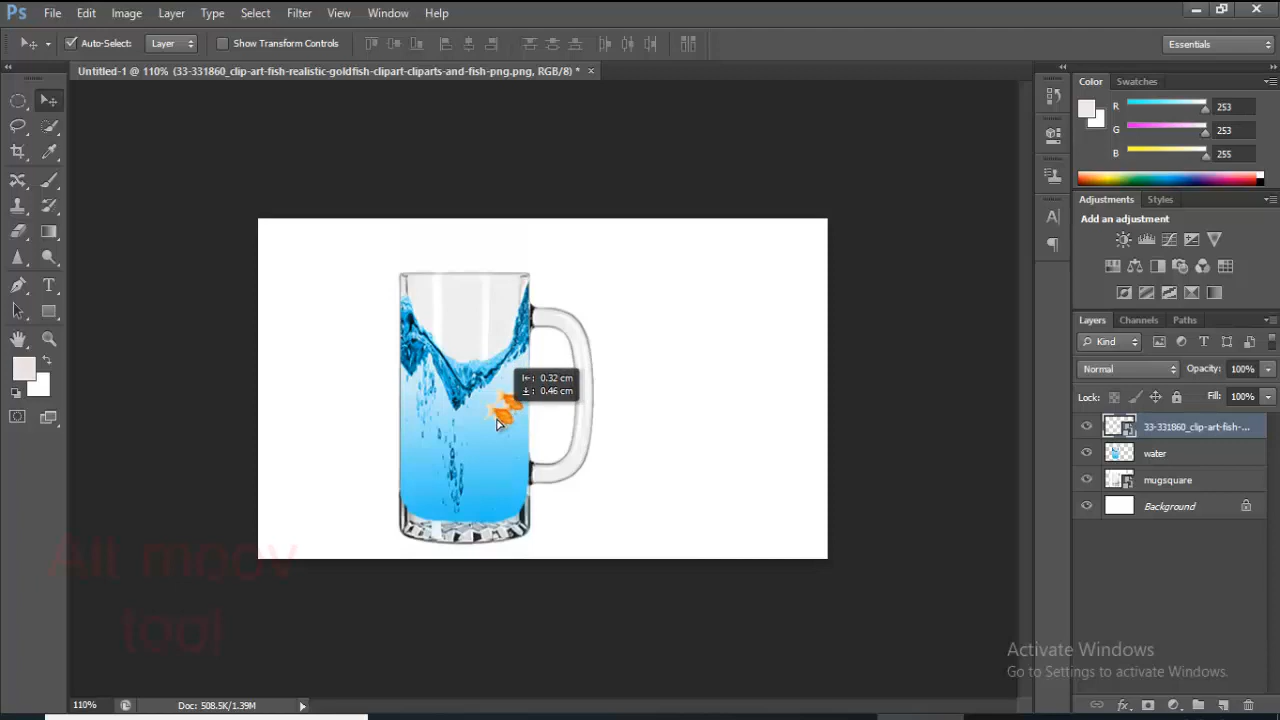 Ps File Edit Image Layer Type Select Filter View Window Help
Auto-Select: Layer Show Transform Controls Essentials
Untitled-1 @ 110% (33-331860_clip-art-fish-realistic-goldfish-clipart-cliparts-and-fish-png.png, RGB/8) * ×
Color Swatches
R 253
G 253
B 255
Adjustments Styles
Add an adjustment
Layers Channels Paths
Kind
Normal Opacity: 100%
Lock: Fill: 100%
33-331860_clip-art-fish-...
water
mugsquare
Background
0.32 cm
0.46 cm
Alt moov
tool
Activate Windows
Go to Settings to activate Windows.
110% Doc: 508.5K/1.39M